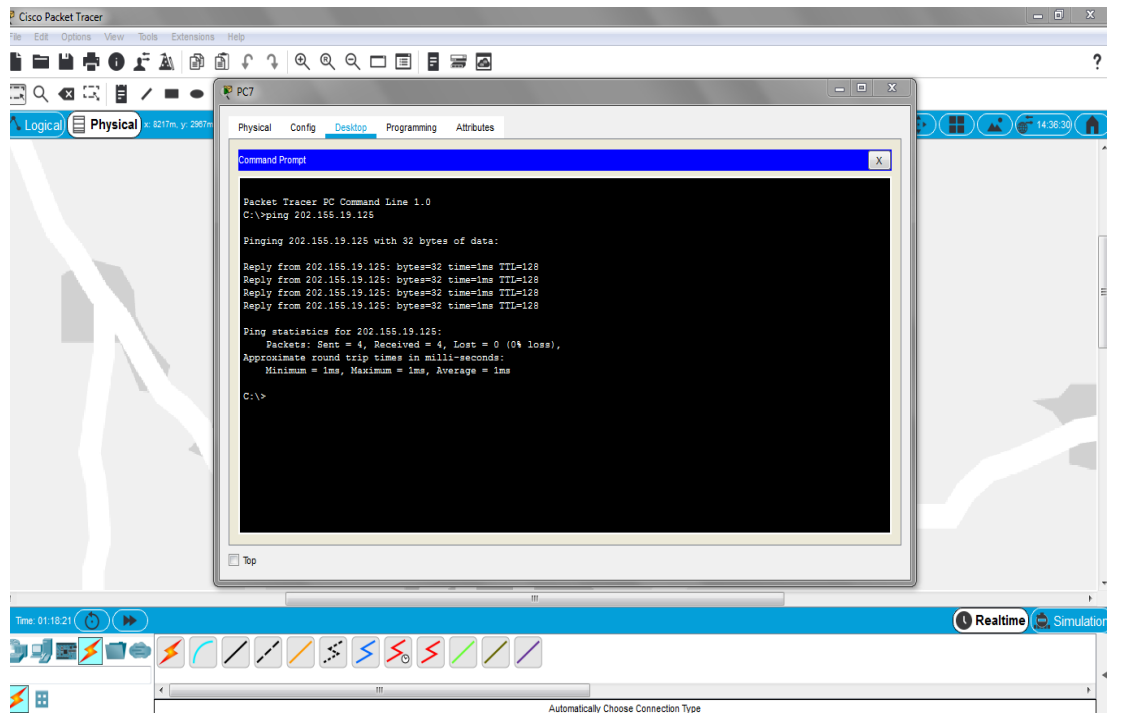 Cisco Packet Tracer
File Edit Options View Tools Extensions Help
?
PC7
X
Logical Physical x: 8217m, y: 2967m
14:36:30
Physical Config Desktop Programming Attributes
Command Prompt
X
Packet Tracer PC Command Line 1.0
C:\>ping 202.155.19.125
Pinging 202.155.19.125 with 32 bytes of data:
Reply from 202.155.19.125: bytes=32 time=1ms TTL=128
Reply from 202.155.19.125: bytes=32 time=1ms TTL=128
Reply from 202.155.19.125: bytes=32 time=1ms TTL=128
Reply from 202.155.19.125: bytes=32 time=1ms TTL=128
Ping statistics for 202.155.19.125:
Packets: Sent = 4, Received = 4, Lost = 0 (0% loss),
Approximate round trip times in milli-seconds:
Minimum = 1ms, Maximum = 1ms, Average = 1ms
C:\>
Top
Time: 01:18:21
Realtime Simulation
Automatically Choose Connection Type